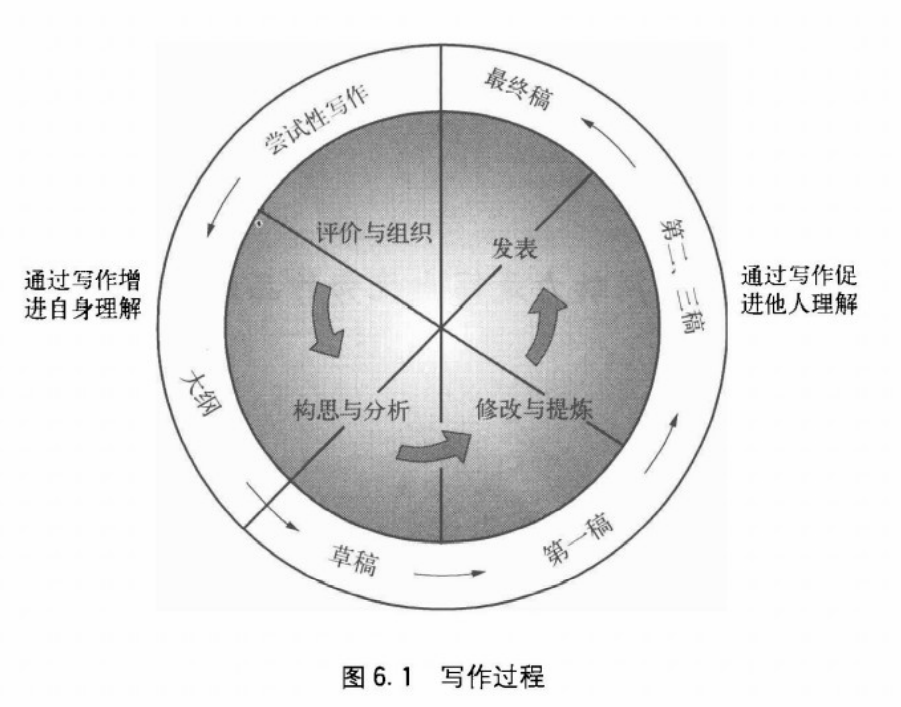 最终稿
尝试性写作
评价与组织
发表
第二、三稿
通过写作增
进自身理解
通过写作促
进他人理解
大纲
构思与分析
修改与提炼
草稿
第一稿
图 6.1 写作过程